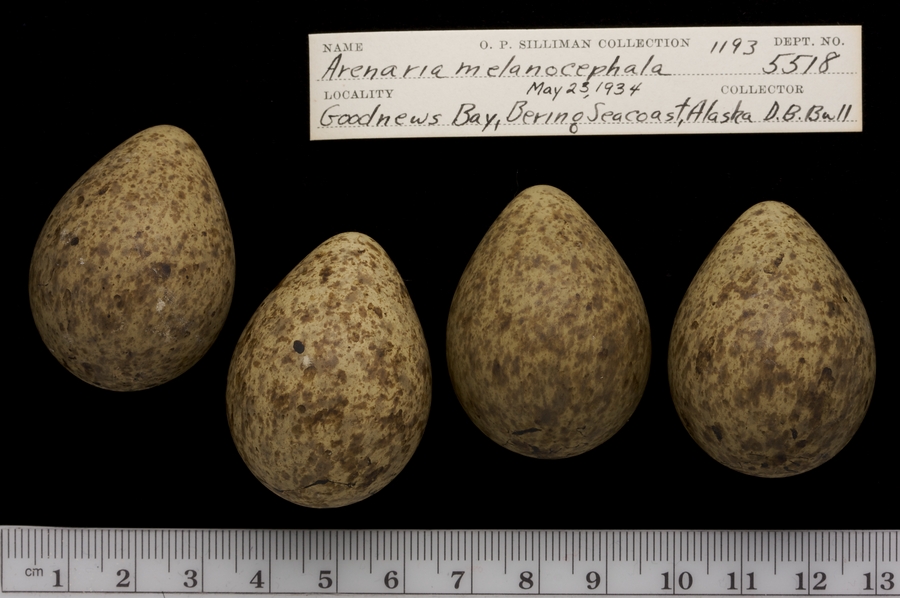 NAME O. P. SILLIMAN COLLECTION 1193 DEPT. NO.
Arenaria melanocephala 5518
LOCALITY May 23, 1934 COLLECTOR
Goodnews Bay, Bering Seacoast, Alaska D.B. Bull
cm 1 2 3 4 5 6 7 8 9 10 11 12 13